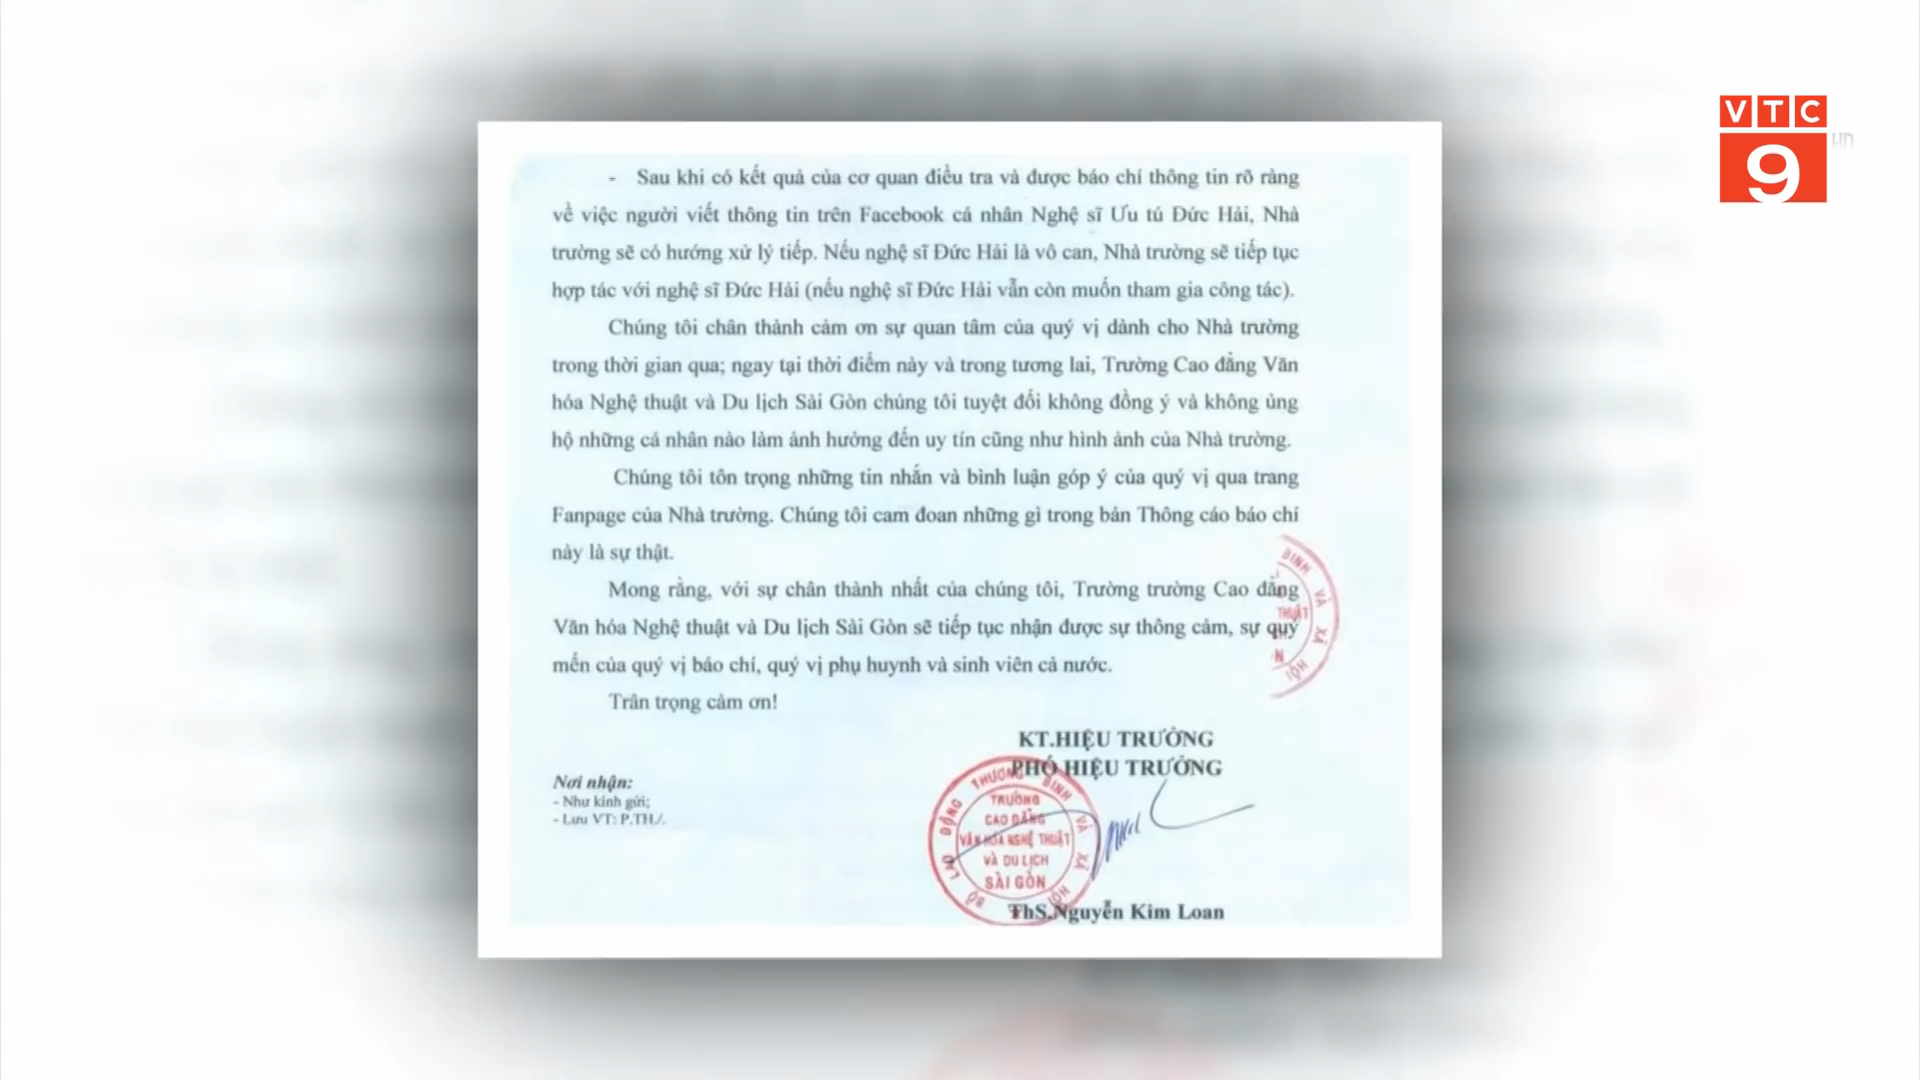 VTC
9
- Sau khi có kết quả của cơ quan điều tra và được báo chí thông tin rõ ràng
về việc người viết thông tin trên Facebook cá nhân Nghệ sĩ Ưu tú Đức Hải, Nhà
trường sẽ có hướng xử lý tiếp. Nếu nghệ sĩ Đức Hải là vô can, Nhà trường sẽ tiếp tục
hợp tác với nghệ sĩ Đức Hải (nếu nghệ sĩ Đức Hải vẫn còn muốn tham gia công tác).
Chúng tôi chân thành cảm ơn sự quan tâm của quý vị dành cho Nhà trường
trong thời gian qua; ngay tại thời điểm này và trong tương lai, Trường Cao đẳng Văn
hóa Nghệ thuật và Du lịch Sài Gòn chúng tôi tuyệt đối không đồng ý và không ủng
hộ những cá nhân nào làm ảnh hưởng đến uy tín cũng như hình ảnh của Nhà trường.
Chúng tôi tôn trọng những tin nhắn và bình luận góp ý của quý vị qua trang
Fanpage của Nhà trường. Chúng tôi cam đoan những gì trong bản Thông cáo báo chí
này là sự thật.
Mong rằng, với sự chân thành nhất của chúng tôi, Trường trường Cao đẳng
Văn hóa Nghệ thuật và Du lịch Sài Gòn sẽ tiếp tục nhận được sự thông cảm, sự quý
mến của quý vị báo chí, quý vị phụ huynh và sinh viên cả nước.
Trân trọng cảm ơn!
BINH VÀ XÃ HỘI
THUẬT
KT.HIỆU TRƯỞNG
PHÓ HIỆU TRƯỞNG
Nơi nhận:
- Như kính gửi;
- Lưu VT: P.TH/.
BỘ LAO ĐỘNG THƯƠNG BINH VÀ XÃ HỘI
TRƯỜNG
CAO ĐẲNG
VĂN HÓA NGHỆ THUẬT
VÀ DU LỊCH
SÀI GÒN
ThS.Nguyễn Kim Loan